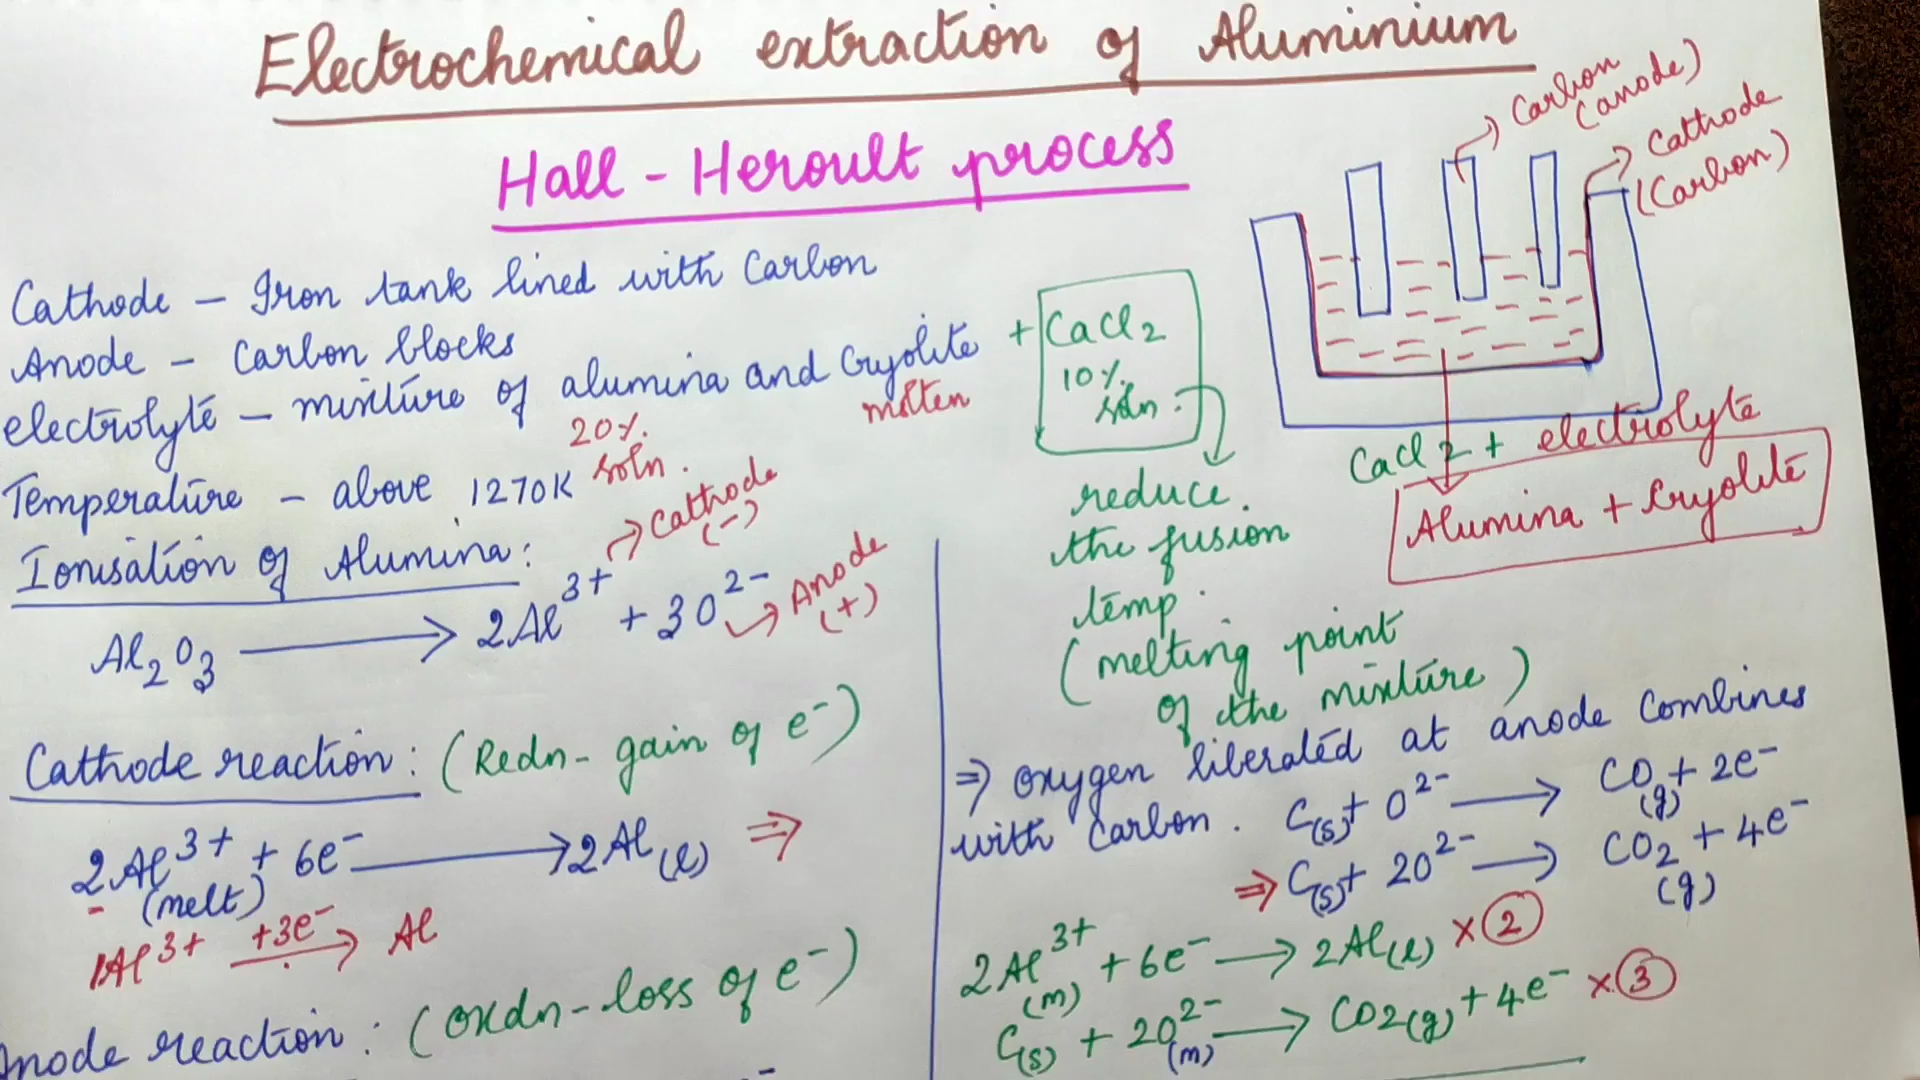 Electrochemical extraction of Aluminium
Hall - Heroult process
Cathode - Iron tank lined with Carbon
Anode - Carbon blocks
electrolyte - mixture of alumina and Cryolite + CaCl2
20% soln.
molten
10% soln.
Temperature - above 1270K
reduce the fusion temp.
(melting point of the mixture)
Carbon (anode)
Cathode (Carbon)
CaCl2 + electrolyte
Alumina + Cryolite
Ionisation of Alumina:
Al2O3 ⟶ 2Al3+ + 3O2-
Cathode (-)
Anode (+)
Cathode reaction: (Redn - gain of e-)
2Al3+ + 6e- ⟶ 2Al(l) ⇒
(melt)
1Al3+ +3e- ⟶ Al
Anode reaction: (Oxdn - loss of e-)
⇒ oxygen liberated at anode combines
with carbon. C(s) + O2- ⟶ CO(g) + 2e-
⇒ C(s) + 2O2- ⟶ CO2(g) + 4e-
2Al3+(m) + 6e- ⟶ 2Al(l) × 2
C(s) + 2O2-(m) ⟶ CO2(g) + 4e- × 3